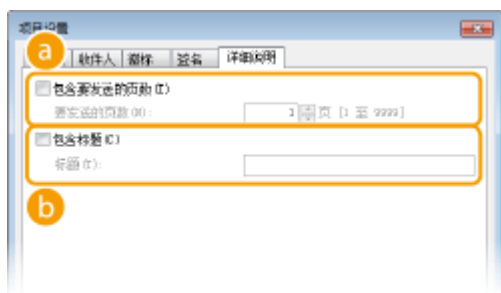 项目设置
a
收件人 徽标 签名 详细说明
包含要发送的页数(I)
要发送的页数(M): 1 页 [1 至 9999]
包含标题(C)
标题(T):
b